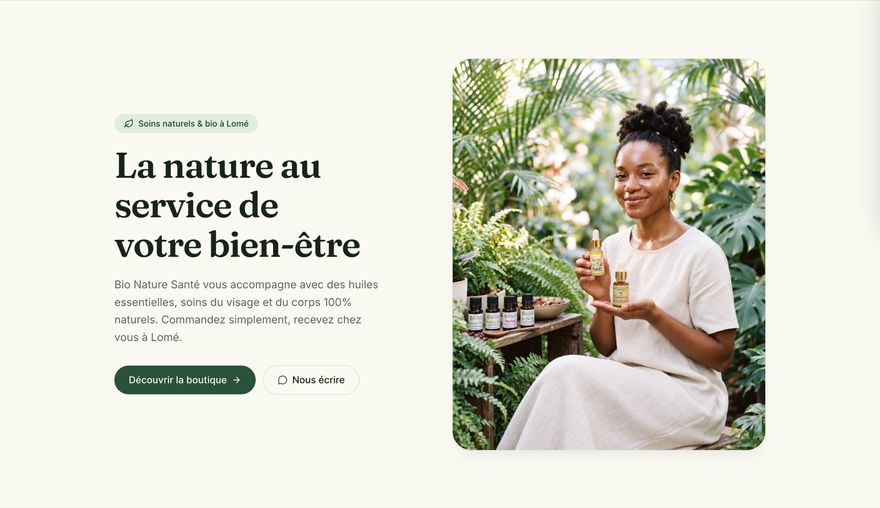 Soins naturels & bio à Lomé
La nature au
service de
votre bien-être
Bio Nature Santé vous accompagne avec des huiles
essentielles, soins du visage et du corps 100%
naturels. Commandez simplement, recevez chez
vous à Lomé.
Découvrir la boutique →
Nous écrire